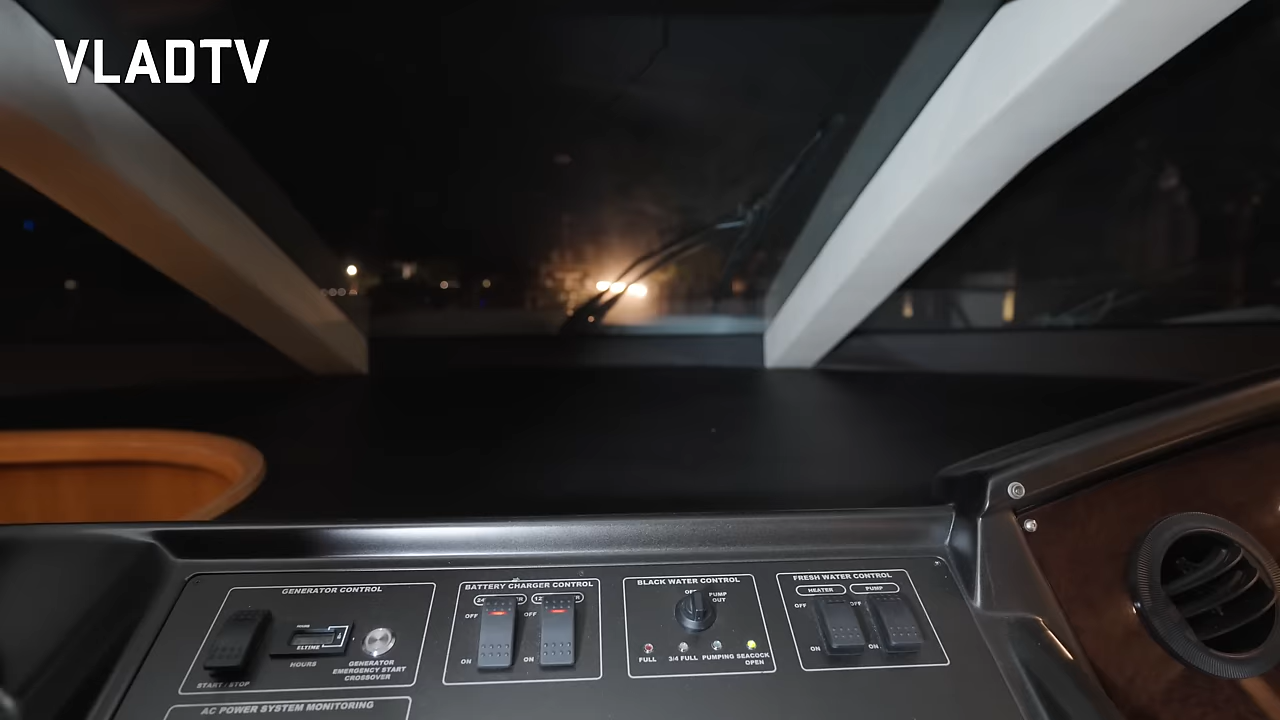 VLADTV
GENERATOR CONTROL
START / STOP
HOURS
GENERATOR
EMERGENCY START
CROSSOVER
BATTERY CHARGER CONTROL
OFF
OFF
ON
ON
BLACK WATER CONTROL
OFF
PUMP
OUT
FULL
3/4 FULL
PUMPING
SEACOCK
OPEN
FRESH WATER CONTROL
HEATER
PUMP
OFF
OFF
ON
ON
AC POWER SYSTEM MONITORING